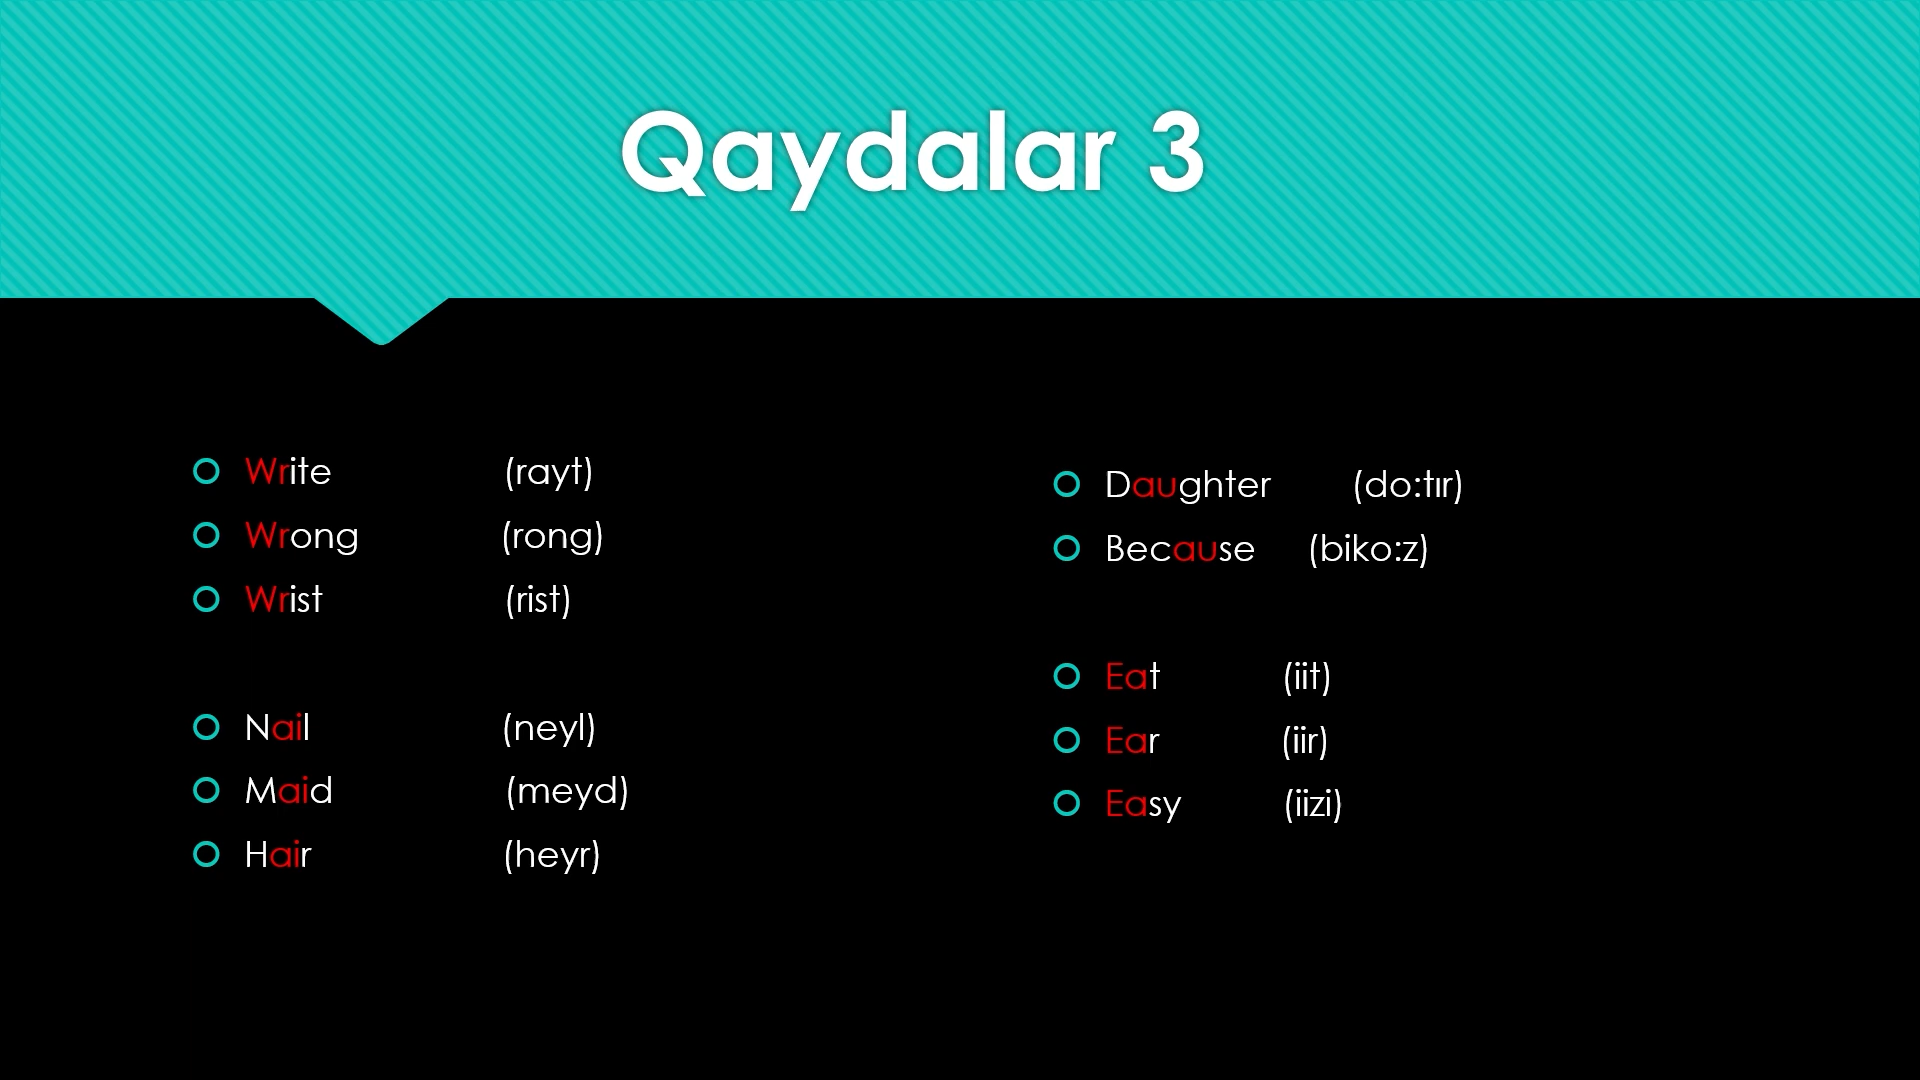 Qaydalar 3
Write (rayt)
Wrong (rong)
Wrist (rist)
Nail (neyl)
Maid (meyd)
Hair (heyr)
Daughter (do:tır)
Because (biko:z)
Eat (iit)
Ear (iir)
Easy (iizi)